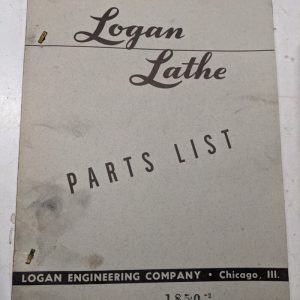 Logan
Lathe
PARTS LIST
LOGAN ENGINEERING COMPANY • Chicago, Ill.